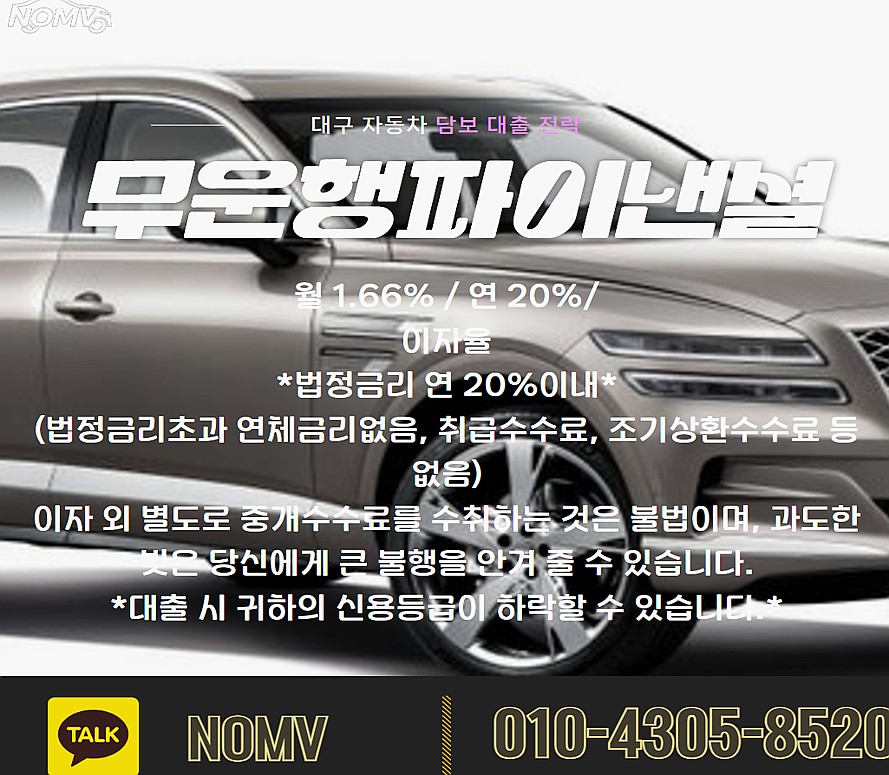 NOMV
대구 자동차 담보 대출 전략
무운행파이낸셜
월 1.66% / 연 20%/
이자율
*법정금리 연 20%이내*
(법정금리초과 연체금리없음, 취급수수료, 조기상환수수료 등
없음)
이자 외 별도로 중개수수료를 수취하는 것은 불법이며, 과도한
빚은 당신에게 큰 불행을 안겨 줄 수 있습니다.
*대출 시 귀하의 신용등급이 하락할 수 있습니다.*
TALK
NOMV
010-4305-8520